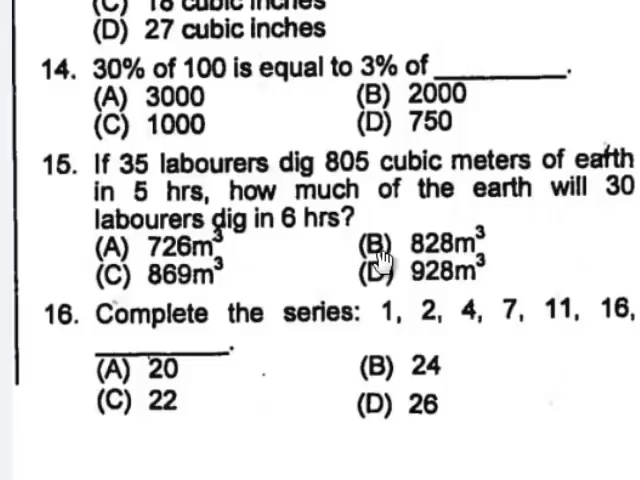 (C) 18 cubic inches
(D) 27 cubic inches
14. 30% of 100 is equal to 3% of ________.
(A) 3000 (B) 2000
(C) 1000 (D) 750
15. If 35 labourers dig 805 cubic meters of earth
in 5 hrs, how much of the earth will 30
labourers dig in 6 hrs?
(A) 726m³ (B) 828m³
(C) 869m³ (D) 928m³
16. Complete the series: 1, 2, 4, 7, 11, 16,
________.
(A) 20 (B) 24
(C) 22 (D) 26